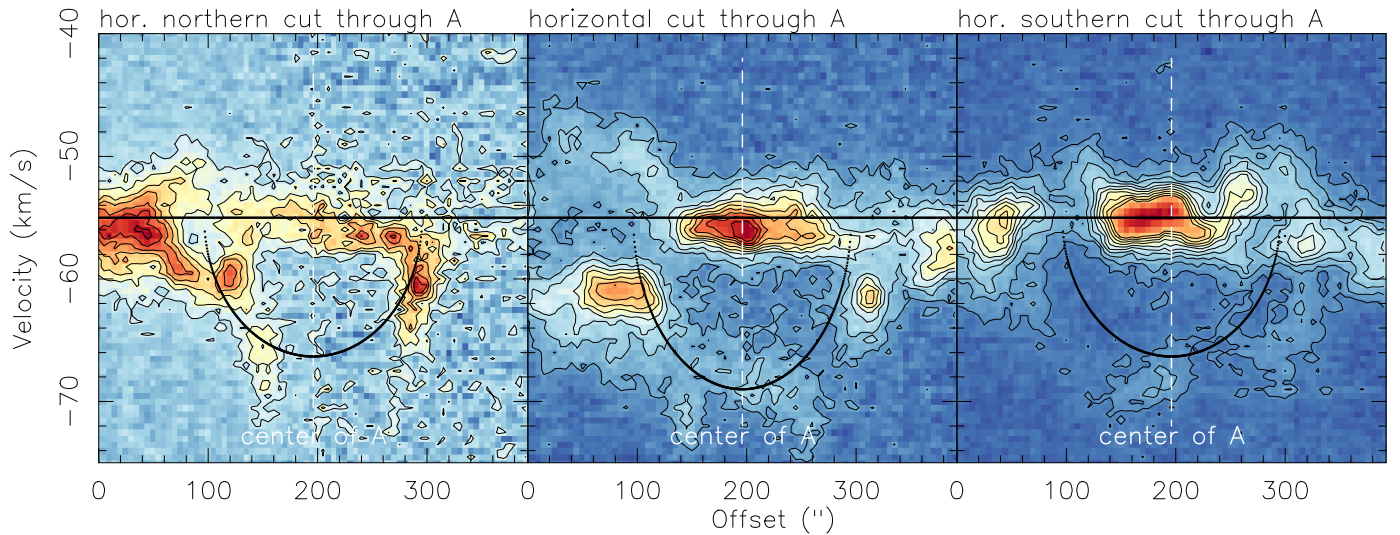 hor. northern cut through A
horizontal cut through A
hor. southern cut through A
−40
−50
−60
−70
Velocity (km/s)
center of A
center of A
center of A
0 100 200 300
0 100 200 300
0 100 200 300
Offset (")